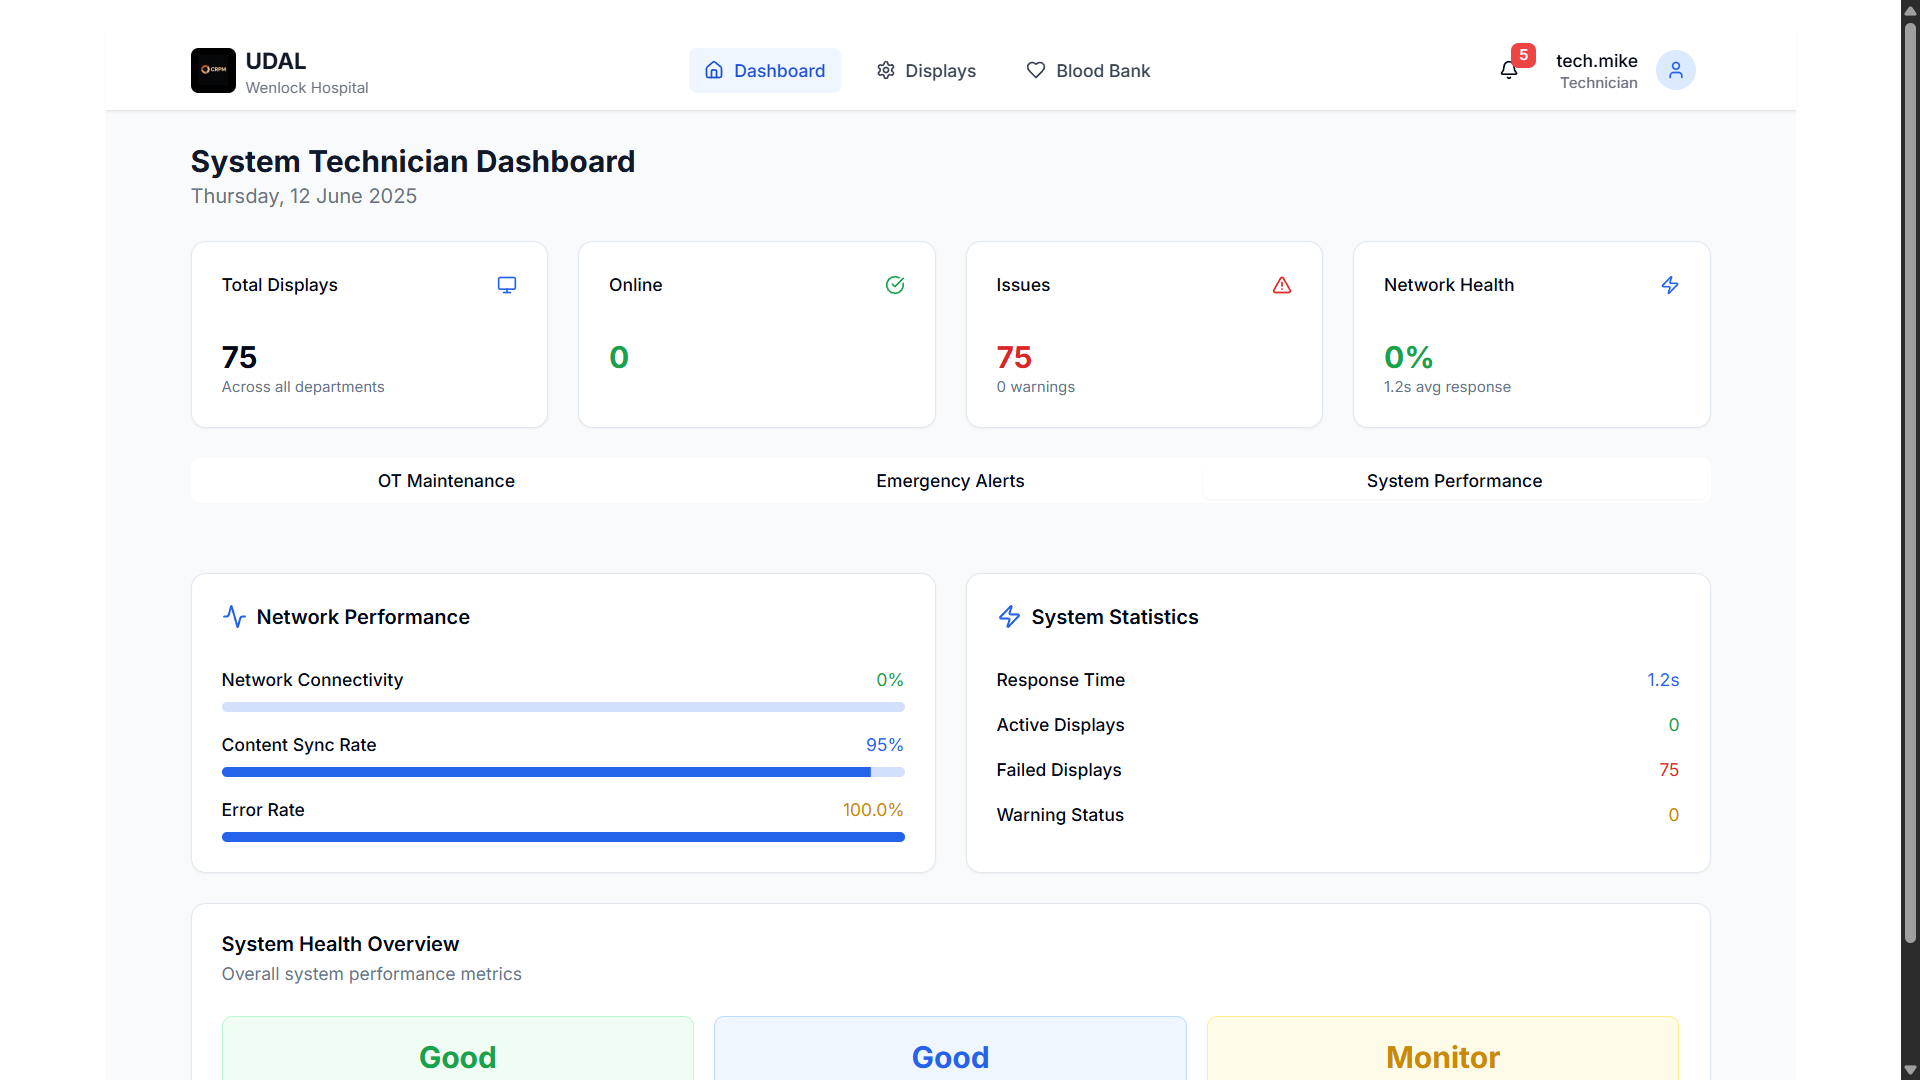 CRPM
UDAL
Wenlock Hospital
Dashboard
Displays
Blood Bank
5
tech.mike
Technician
System Technician Dashboard
Thursday, 12 June 2025
Total Displays
75
Across all departments
Online
0
Issues
75
0 warnings
Network Health
0%
1.2s avg response
OT Maintenance
Emergency Alerts
System Performance
Network Performance
Network Connectivity 0%
Content Sync Rate 95%
Error Rate 100.0%
System Statistics
Response Time 1.2s
Active Displays 0
Failed Displays 75
Warning Status 0
System Health Overview
Overall system performance metrics
Good
Good
Monitor